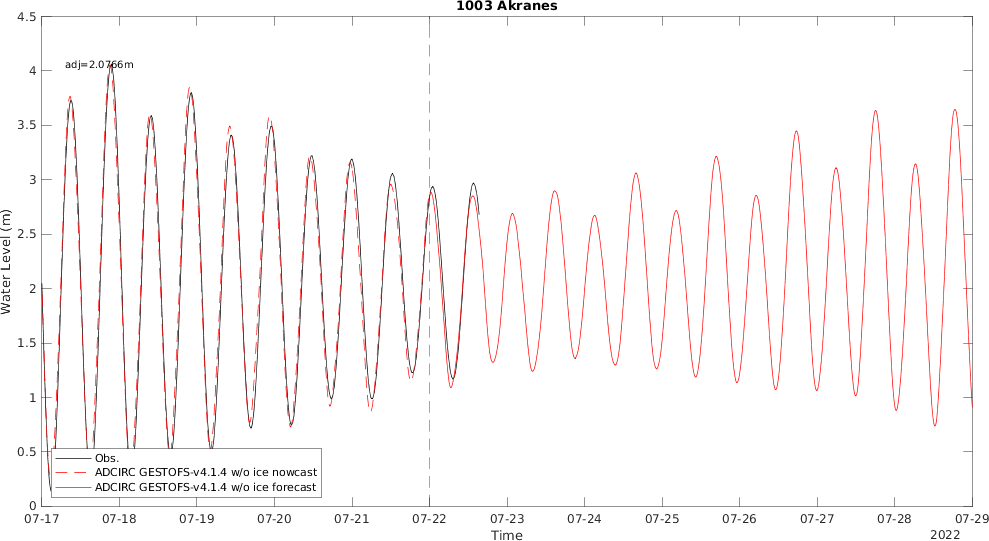 1003 Akranes
adj=2.0766m
Water Level (m)
4.5
4
3.5
3
2.5
2
1.5
1
0.5
0
Obs.
ADCIRC GESTOFS-v4.1.4 w/o ice nowcast
ADCIRC GESTOFS-v4.1.4 w/o ice forecast
07-17 07-18 07-19 07-20 07-21 07-22 07-23 07-24 07-25 07-26 07-27 07-28 07-29
Time
2022